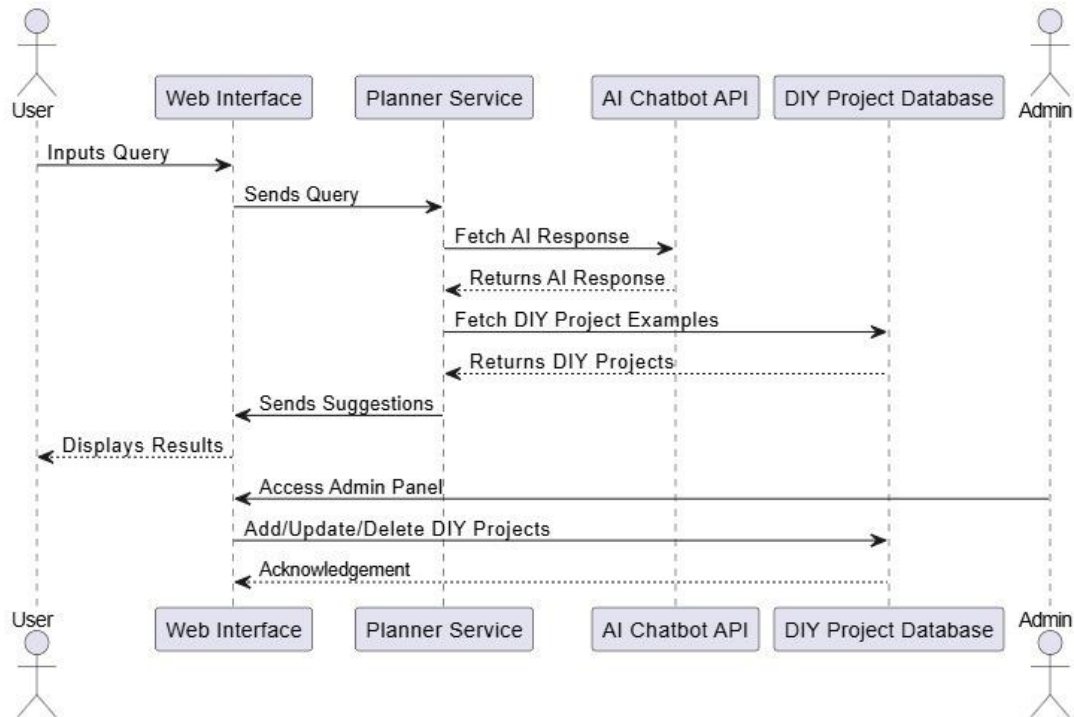 User
Web Interface
Planner Service
AI Chatbot API
DIY Project Database
Admin
Inputs Query
Sends Query
Fetch AI Response
Returns AI Response
Fetch DIY Project Examples
Returns DIY Projects
Sends Suggestions
Displays Results
Access Admin Panel
Add/Update/Delete DIY Projects
Acknowledgement
User
Web Interface
Planner Service
AI Chatbot API
DIY Project Database
Admin